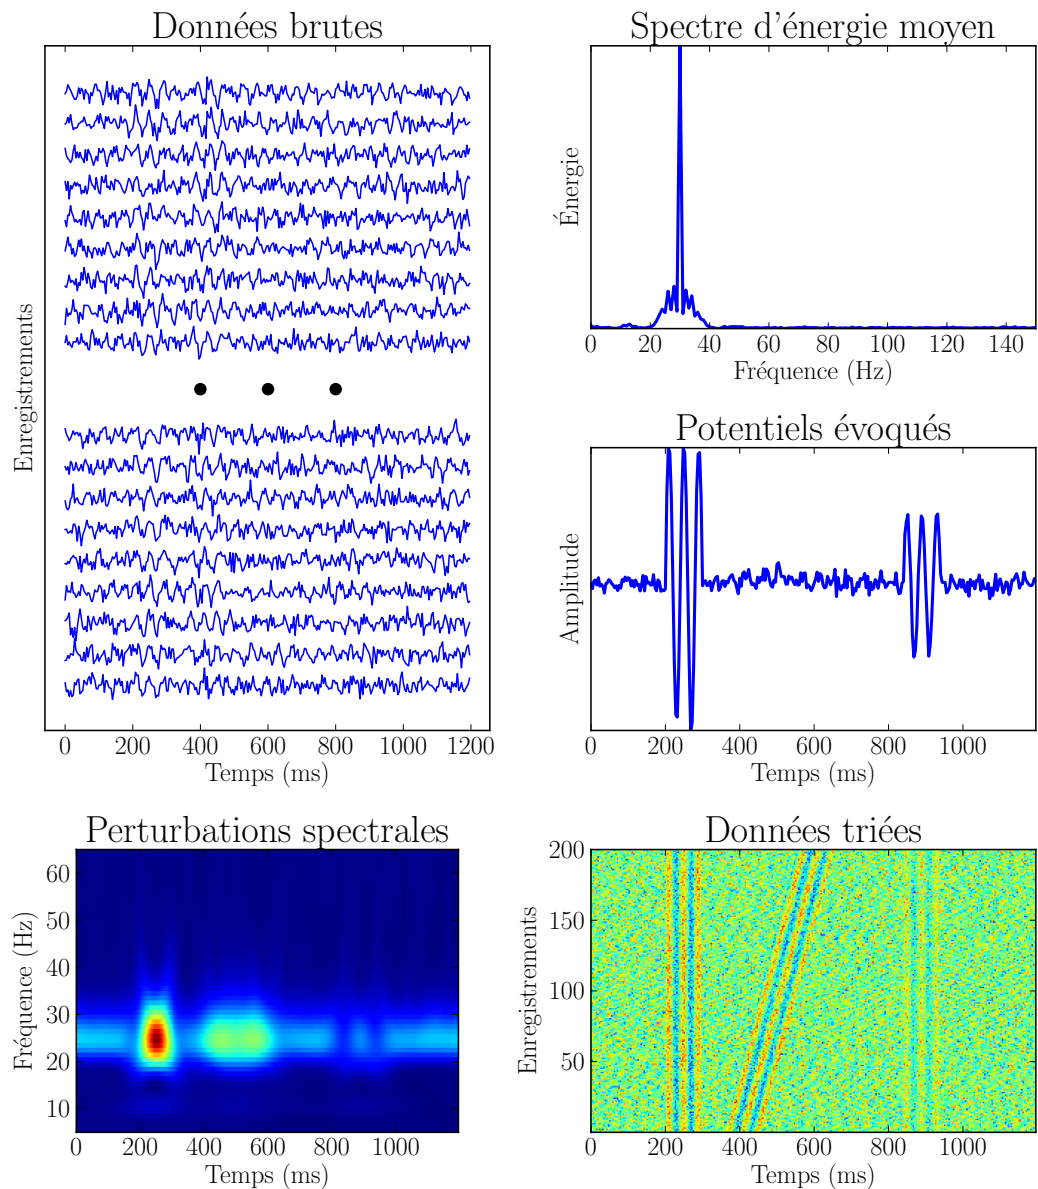 Données brutes
Enregistrements
0 200 400 600 800 1000 1200
Temps (ms)
Spectre d'énergie moyen
Énergie
0 20 40 60 80 100 120 140
Fréquence (Hz)
Potentiels évoqués
Amplitude
0 200 400 600 800 1000
Temps (ms)
Perturbations spectrales
Fréquence (Hz)
60
50
40
30
20
10
0 200 400 600 800 1000
Temps (ms)
Données triées
Enregistrements
200
150
100
50
0 200 400 600 800 1000
Temps (ms)